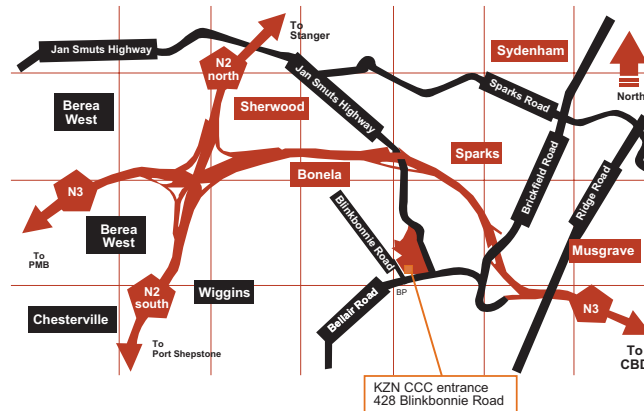 To
Stanger
Jan Smuts Highway
N2
north
Sydenham
North
Jan Smuts Highway
Sparks Road
Berea
West
Sherwood
Sparks
Brickfield Road
Ridge Road
Bonela
N3
Blinkbonnie Road
To
PMB
Berea
West
Musgrave
N2
south
Wiggins
BP
Bellair Road
N3
Chesterville
To
Port Shepstone
To
CBD
KZN CCC entrance
428 Blinkbonnie Road